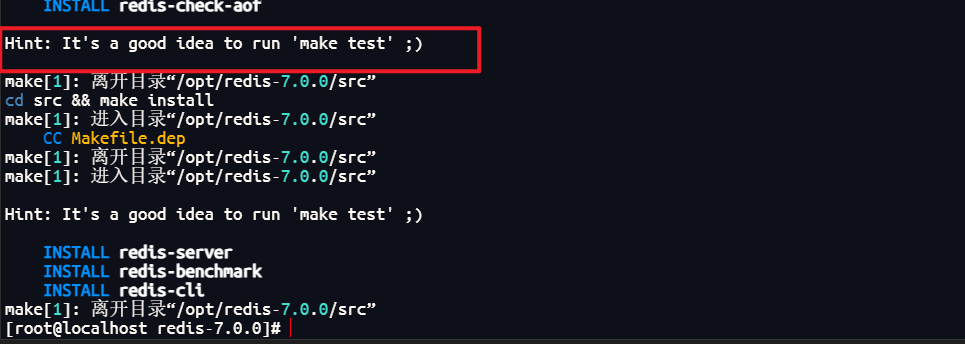 INSTALL redis-check-aof
Hint: It's a good idea to run 'make test' ;)
make[1]: 离开目录“/opt/redis-7.0.0/src”
cd src && make install
make[1]: 进入目录“/opt/redis-7.0.0/src”
CC Makefile.dep
make[1]: 离开目录“/opt/redis-7.0.0/src”
make[1]: 进入目录“/opt/redis-7.0.0/src”
Hint: It's a good idea to run 'make test' ;)
INSTALL redis-server
INSTALL redis-benchmark
INSTALL redis-cli
make[1]: 离开目录“/opt/redis-7.0.0/src”
[root@localhost redis-7.0.0]#